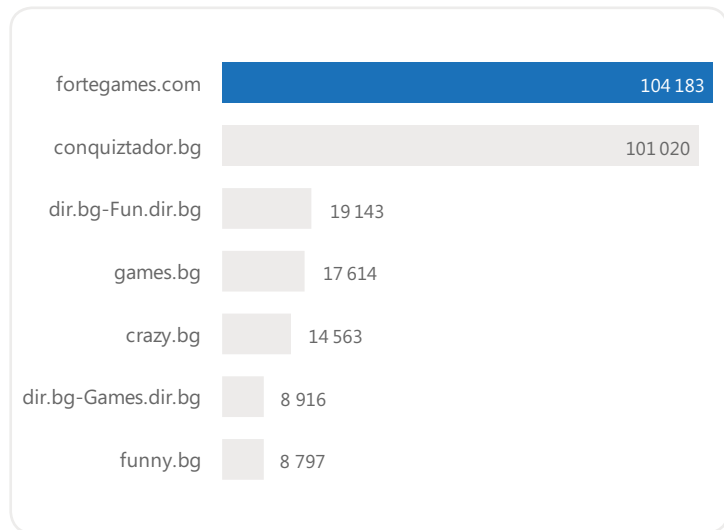 fortegames.com 104 183
conquiztador.bg 101 020
dir.bg-Fun.dir.bg 19 143
games.bg 17 614
crazy.bg 14 563
dir.bg-Games.dir.bg 8 916
funny.bg 8 797